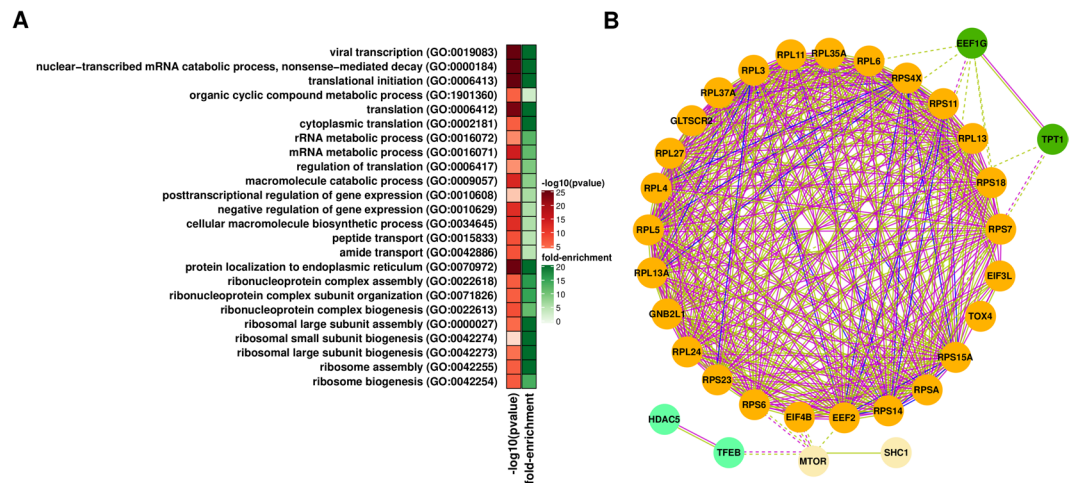 A
viral transcription (GO:0019083)
nuclear−transcribed mRNA catabolic process, nonsense−mediated decay (GO:0000184)
translational initiation (GO:0006413)
organic cyclic compound metabolic process (GO:1901360)
translation (GO:0006412)
cytoplasmic translation (GO:0002181)
rRNA metabolic process (GO:0016072)
mRNA metabolic process (GO:0016071)
regulation of translation (GO:0006417)
macromolecule catabolic process (GO:0009057)
posttranscriptional regulation of gene expression (GO:0010608)
negative regulation of gene expression (GO:0010629)
cellular macromolecule biosynthetic process (GO:0034645)
peptide transport (GO:0015833)
amide transport (GO:0042886)
protein localization to endoplasmic reticulum (GO:0070972)
ribonucleoprotein complex assembly (GO:0022618)
ribonucleoprotein complex subunit organization (GO:0071826)
ribonucleoprotein complex biogenesis (GO:0022613)
ribosomal large subunit assembly (GO:0000027)
ribosomal small subunit biogenesis (GO:0042274)
ribosomal large subunit biogenesis (GO:0042273)
ribosome assembly (GO:0042255)
ribosome biogenesis (GO:0042254)
-log10(pvalue)
fold-enrichment
-log10(pvalue)
25
20
15
10
5
fold-enrichment
20
15
10
5
0
B
EEF1G
TPT1
RPL11
RPL35A
RPL6
RPS4X
RPS11
RPL13
RPS18
RPS7
EIF3L
TOX4
RPS15A
RPSA
RPS14
EEF2
EIF4B
RPS6
RPS23
RPL24
GNB2L1
RPL13A
RPL5
RPL4
RPL27
GLTSCR2
RPL37A
RPL3
HDAC5
TFEB
MTOR
SHC1